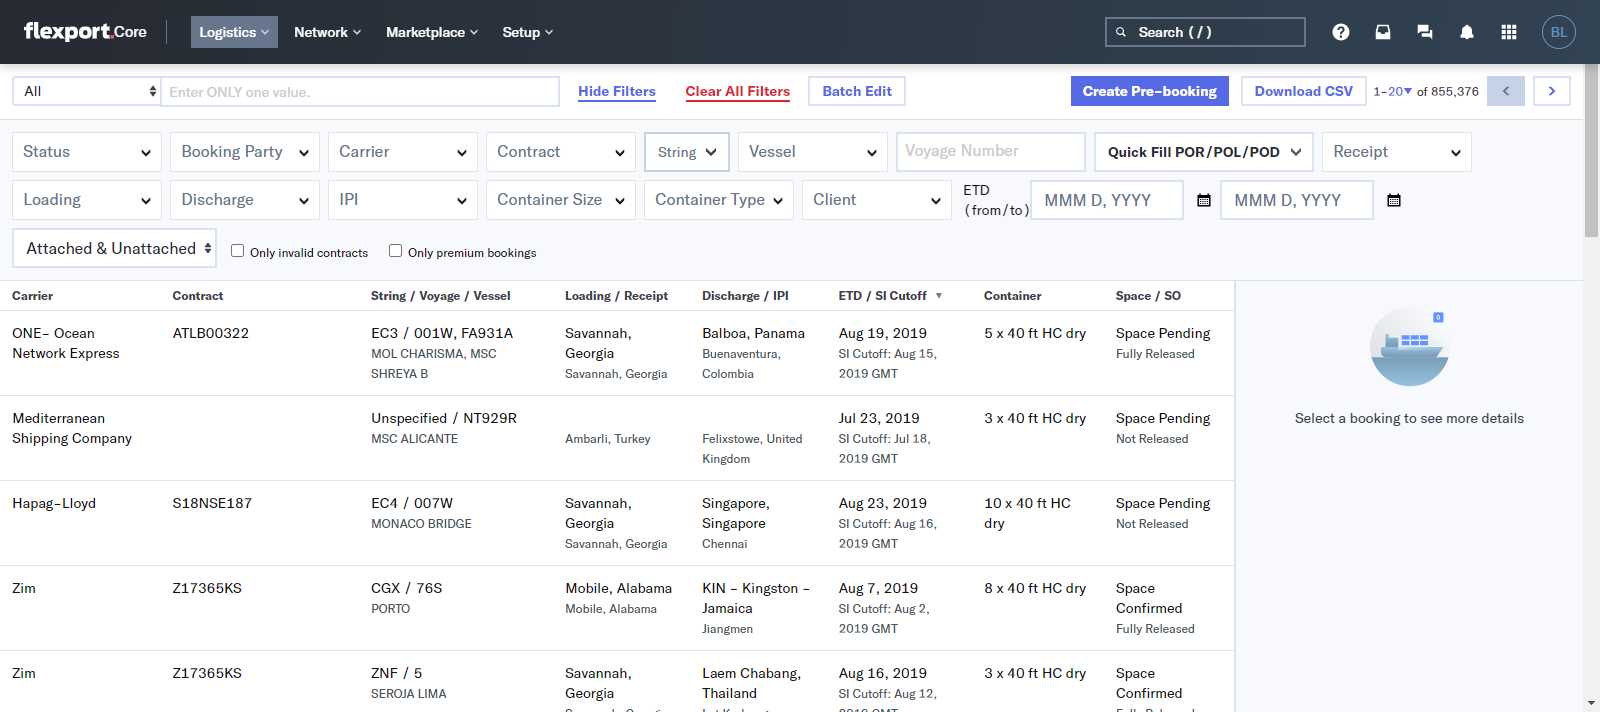 flexport.Core Logistics Network Marketplace Setup Search (/) BL
All Enter ONLY one value. Hide Filters Clear All Filters Batch Edit Create Pre-booking Download CSV 1-20▾ of 855,376 < >
Status Booking Party Carrier Contract String Vessel Voyage Number Quick Fill POR/POL/POD Receipt
Loading Discharge IPI Container Size Container Type Client ETD (from/to) MMM D, YYYY MMM D, YYYY
Attached & Unattached Only invalid contracts Only premium bookings
Carrier Contract String / Voyage / Vessel Loading / Receipt Discharge / IPI ETD / SI Cutoff ▾ Container Space / SO
ONE- Ocean ATLB00322 EC3 / 001W, FA931A Savannah, Balboa, Panama Aug 19, 2019 5 x 40 ft HC dry Space Pending
Network Express MOL CHARISMA, MSC Georgia Buenaventura, SI Cutoff: Aug 15, Fully Released
SHREYA B Savannah, Georgia Colombia 2019 GMT
0
Select a booking to see more details
Mediterranean Unspecified / NT929R Jul 23, 2019 3 x 40 ft HC dry Space Pending
Shipping Company MSC ALICANTE Ambarli, Turkey Felixstowe, United SI Cutoff: Jul 18, Not Released
Kingdom 2019 GMT
Hapag-Lloyd S18NSE187 EC4 / 007W Savannah, Singapore, Aug 23, 2019 10 x 40 ft HC Space Pending
MONACO BRIDGE Georgia Singapore SI Cutoff: Aug 16, dry Not Released
Savannah, Georgia Chennai 2019 GMT
Zim Z17365KS CGX / 76S Mobile, Alabama KIN - Kingston - Aug 7, 2019 8 x 40 ft HC dry Space
PORTO Mobile, Alabama Jamaica SI Cutoff: Aug 2, Confirmed
Jiangmen 2019 GMT Fully Released
Zim Z17365KS ZNF / 5 Savannah, Laem Chabang, Aug 16, 2019 3 x 40 ft HC dry Space
SEROJA LIMA Georgia Thailand SI Cutoff: Aug 12, Confirmed